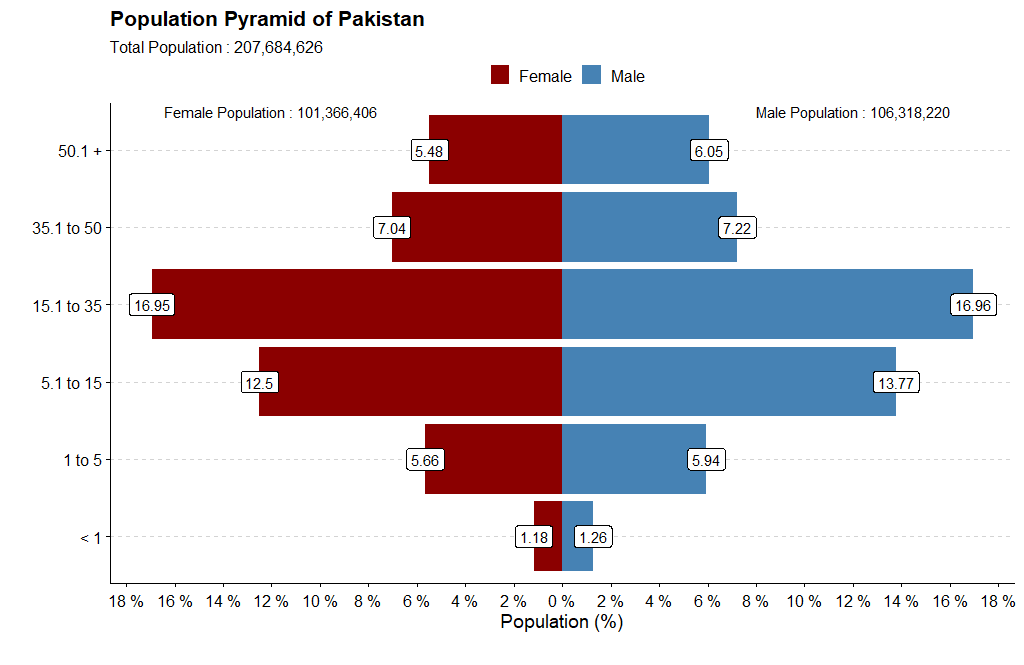 Population Pyramid of Pakistan
Total Population : 207,684,626
Female Male
Female Population : 101,366,406 Male Population : 106,318,220
50.1 + 5.48 6.05
35.1 to 50 7.04 7.22
15.1 to 35 16.95 16.96
5.1 to 15 12.5 13.77
1 to 5 5.66 5.94
< 1 1.18 1.26
18 % 16 % 14 % 12 % 10 % 8 % 6 % 4 % 2 % 0 % 2 % 4 % 6 % 8 % 10 % 12 % 14 % 16 % 18 %
Population (%)